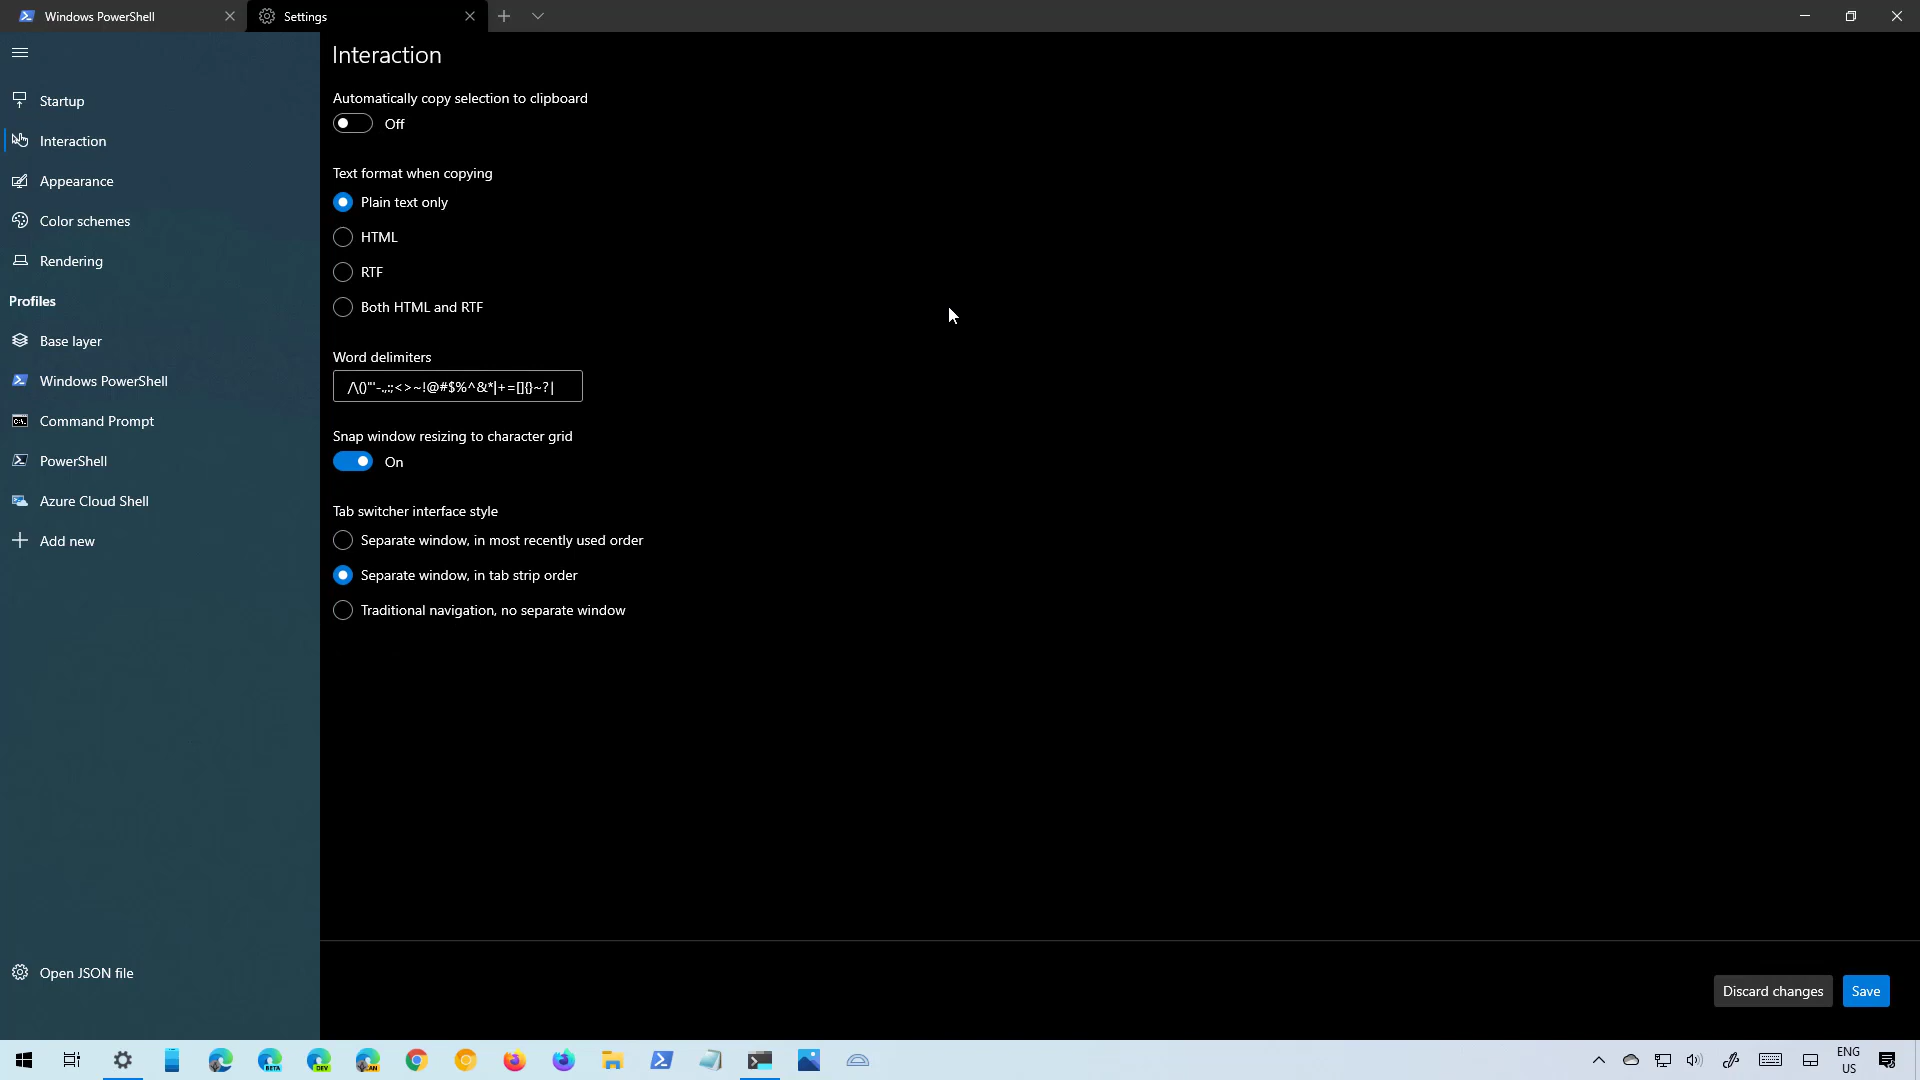 Windows PowerShell
Settings
Startup
Interaction
Appearance
Color schemes
Rendering
Profiles
Base layer
Windows PowerShell
Command Prompt
PowerShell
Azure Cloud Shell
Add new
Open JSON file
Interaction
Automatically copy selection to clipboard
Off
Text format when copying
Plain text only
HTML
RTF
Both HTML and RTF
Word delimiters
/\()"'-.,:;<>~!@#$%^&*|+=[]{}~?|
Snap window resizing to character grid
On
Tab switcher interface style
Separate window, in most recently used order
Separate window, in tab strip order
Traditional navigation, no separate window
Discard changes
Save
BETA
DEV
CAN
ENG
US